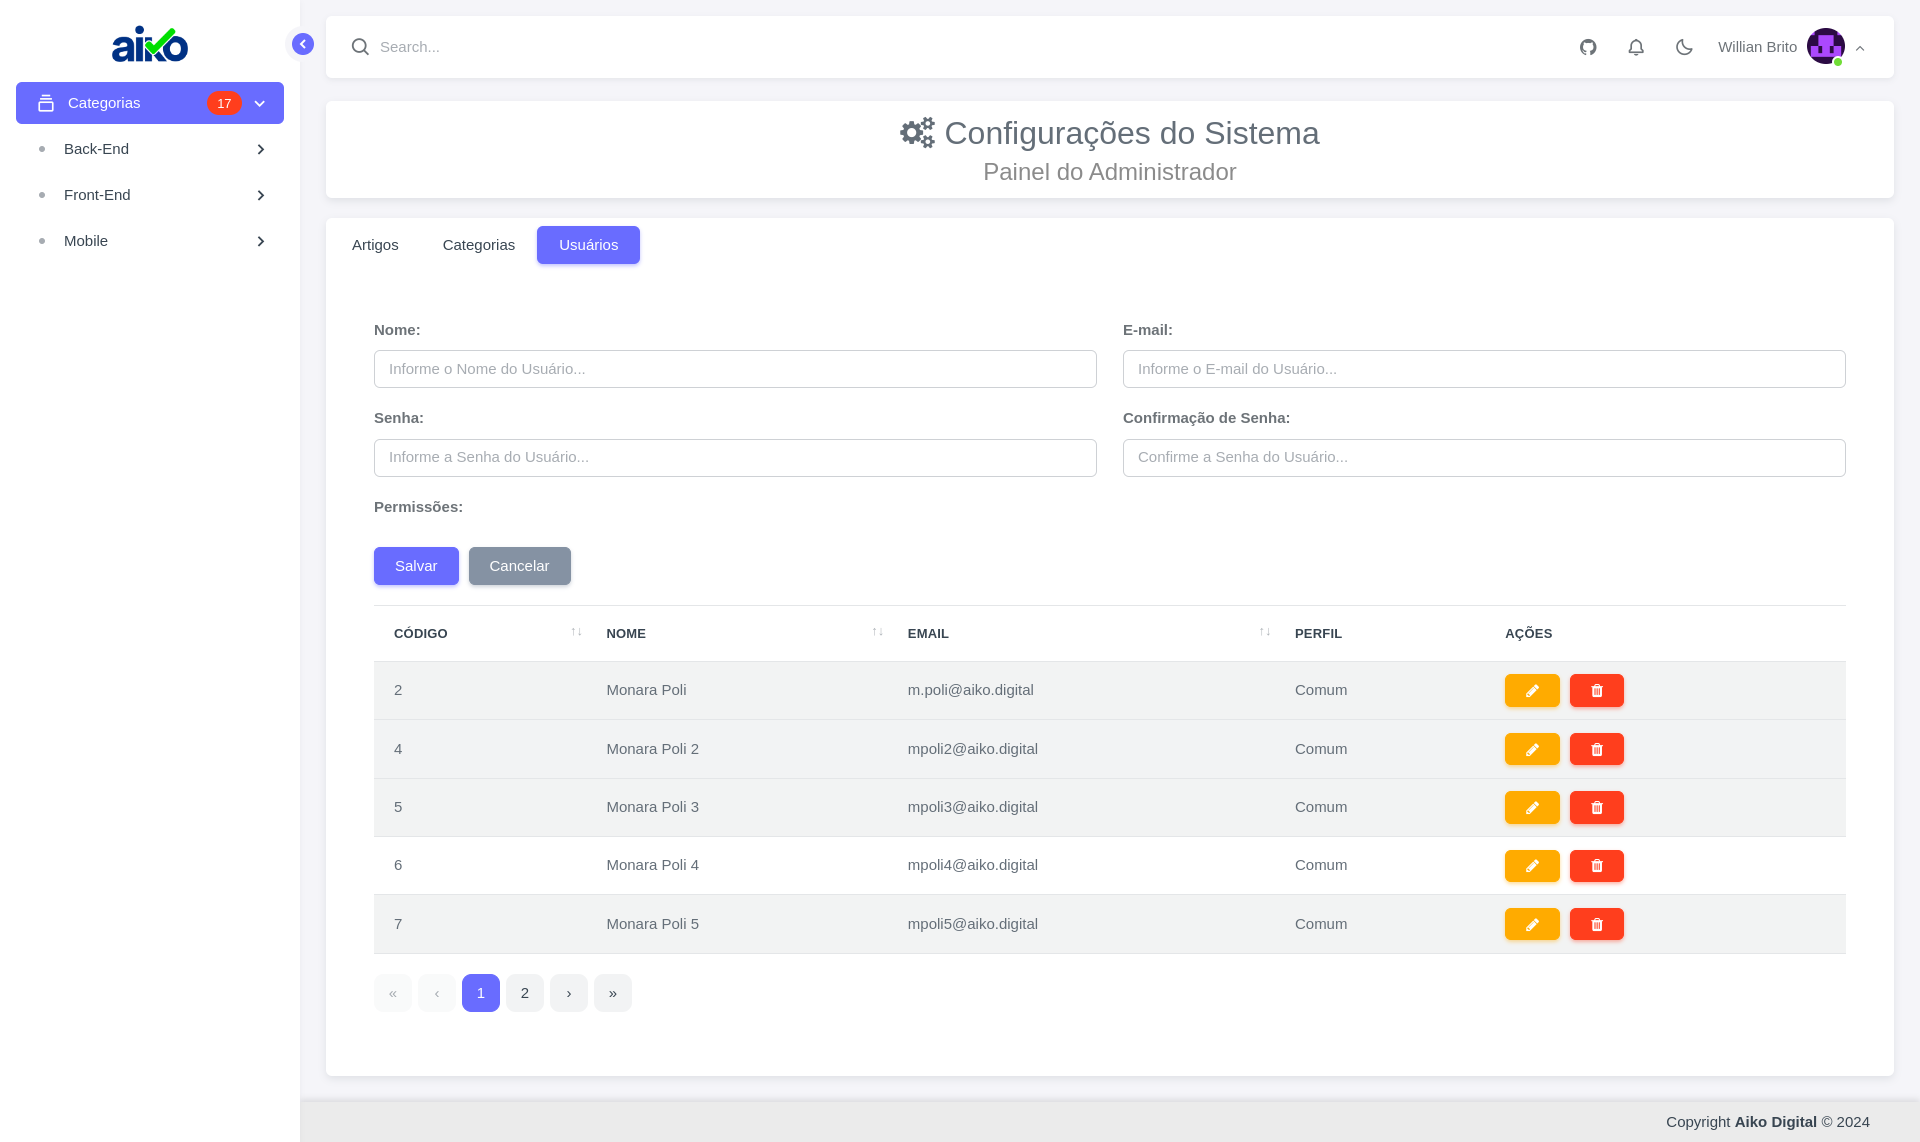 aiko
Search...
Willian Brito
Categorias 17
Back-End
Front-End
Mobile
Configurações do Sistema
Painel do Administrador
Artigos Categorias Usuários
Nome: E-mail:
Informe o Nome do Usuário... Informe o E-mail do Usuário...
Senha: Confirmação de Senha:
Informe a Senha do Usuário... Confirme a Senha do Usuário...
Permissões:
Salvar Cancelar
CÓDIGO ↑↓ NOME ↑↓ EMAIL ↑↓ PERFIL AÇÕES
2 Monara Poli m.poli@aiko.digital Comum
4 Monara Poli 2 mpoli2@aiko.digital Comum
5 Monara Poli 3 mpoli3@aiko.digital Comum
6 Monara Poli 4 mpoli4@aiko.digital Comum
7 Monara Poli 5 mpoli5@aiko.digital Comum
« ‹ 1 2 › »
Copyright Aiko Digital © 2024